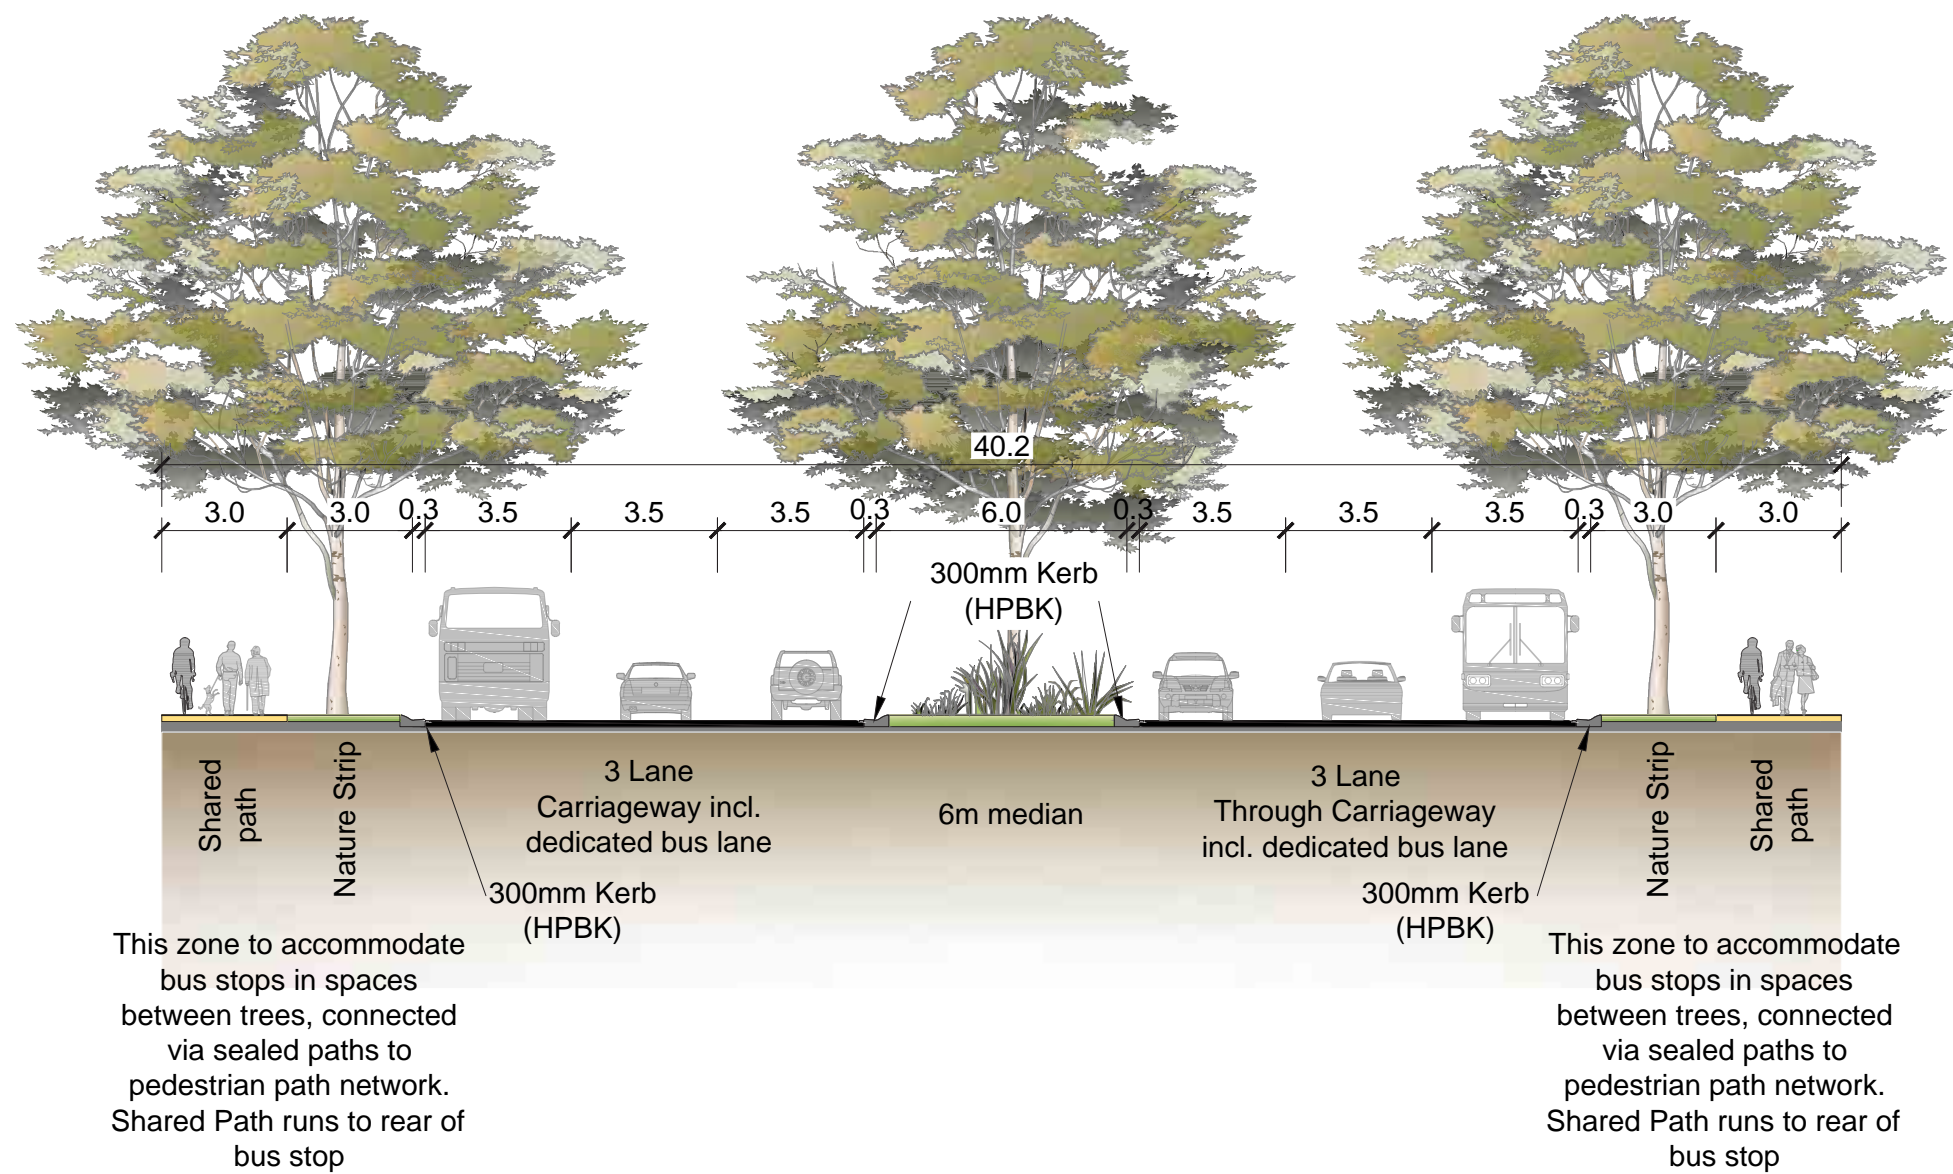 40.2
3.0 3.0 0.3 3.5 3.5 3.5 0.3 6.0 0.3 3.5 3.5 3.5 0.3 3.0 3.0
300mm Kerb
(HPBK)
Shared
path
Nature Strip
3 Lane
Carriageway incl.
dedicated bus lane
6m median
3 Lane
Through Carriageway
incl. dedicated bus lane
Nature Strip
Shared
path
300mm Kerb
(HPBK)
300mm Kerb
(HPBK)
This zone to accommodate
bus stops in spaces
between trees, connected
via sealed paths to
pedestrian path network.
Shared Path runs to rear of
bus stop
This zone to accommodate
bus stops in spaces
between trees, connected
via sealed paths to
pedestrian path network.
Shared Path runs to rear of
bus stop